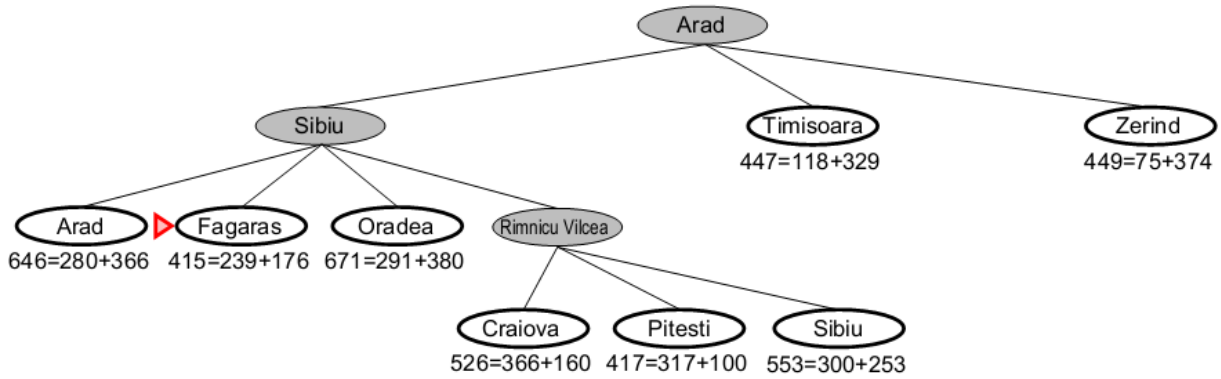 Arad
Sibiu
Timisoara
Zerind
447=118+329
449=75+374
Arad
Fagaras
Oradea
Rimnicu Vilcea
646=280+366
415=239+176
671=291+380
Craiova
Pitesti
Sibiu
526=366+160
417=317+100
553=300+253